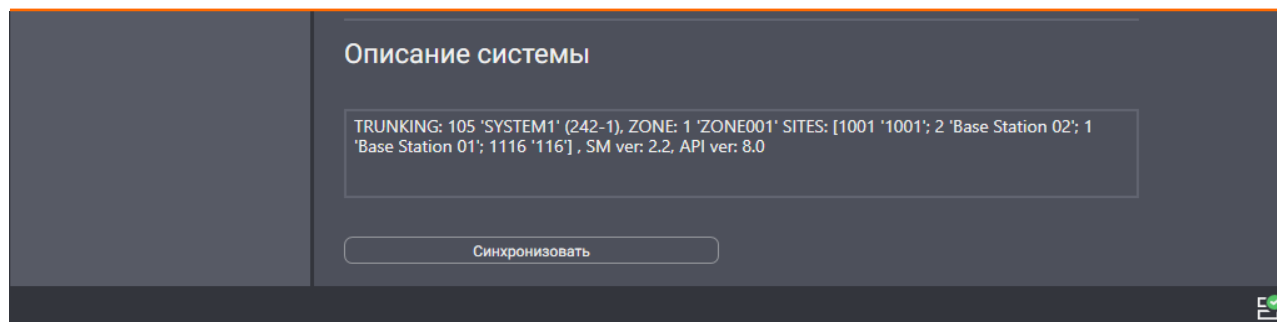 Описание системы
TRUNKING: 105 'SYSTEM1' (242-1), ZONE: 1 'ZONE001' SITES: [1001 '1001'; 2 'Base Station 02'; 1
'Base Station 01'; 1116 '116'] , SM ver: 2.2, API ver: 8.0
Синхронизовать